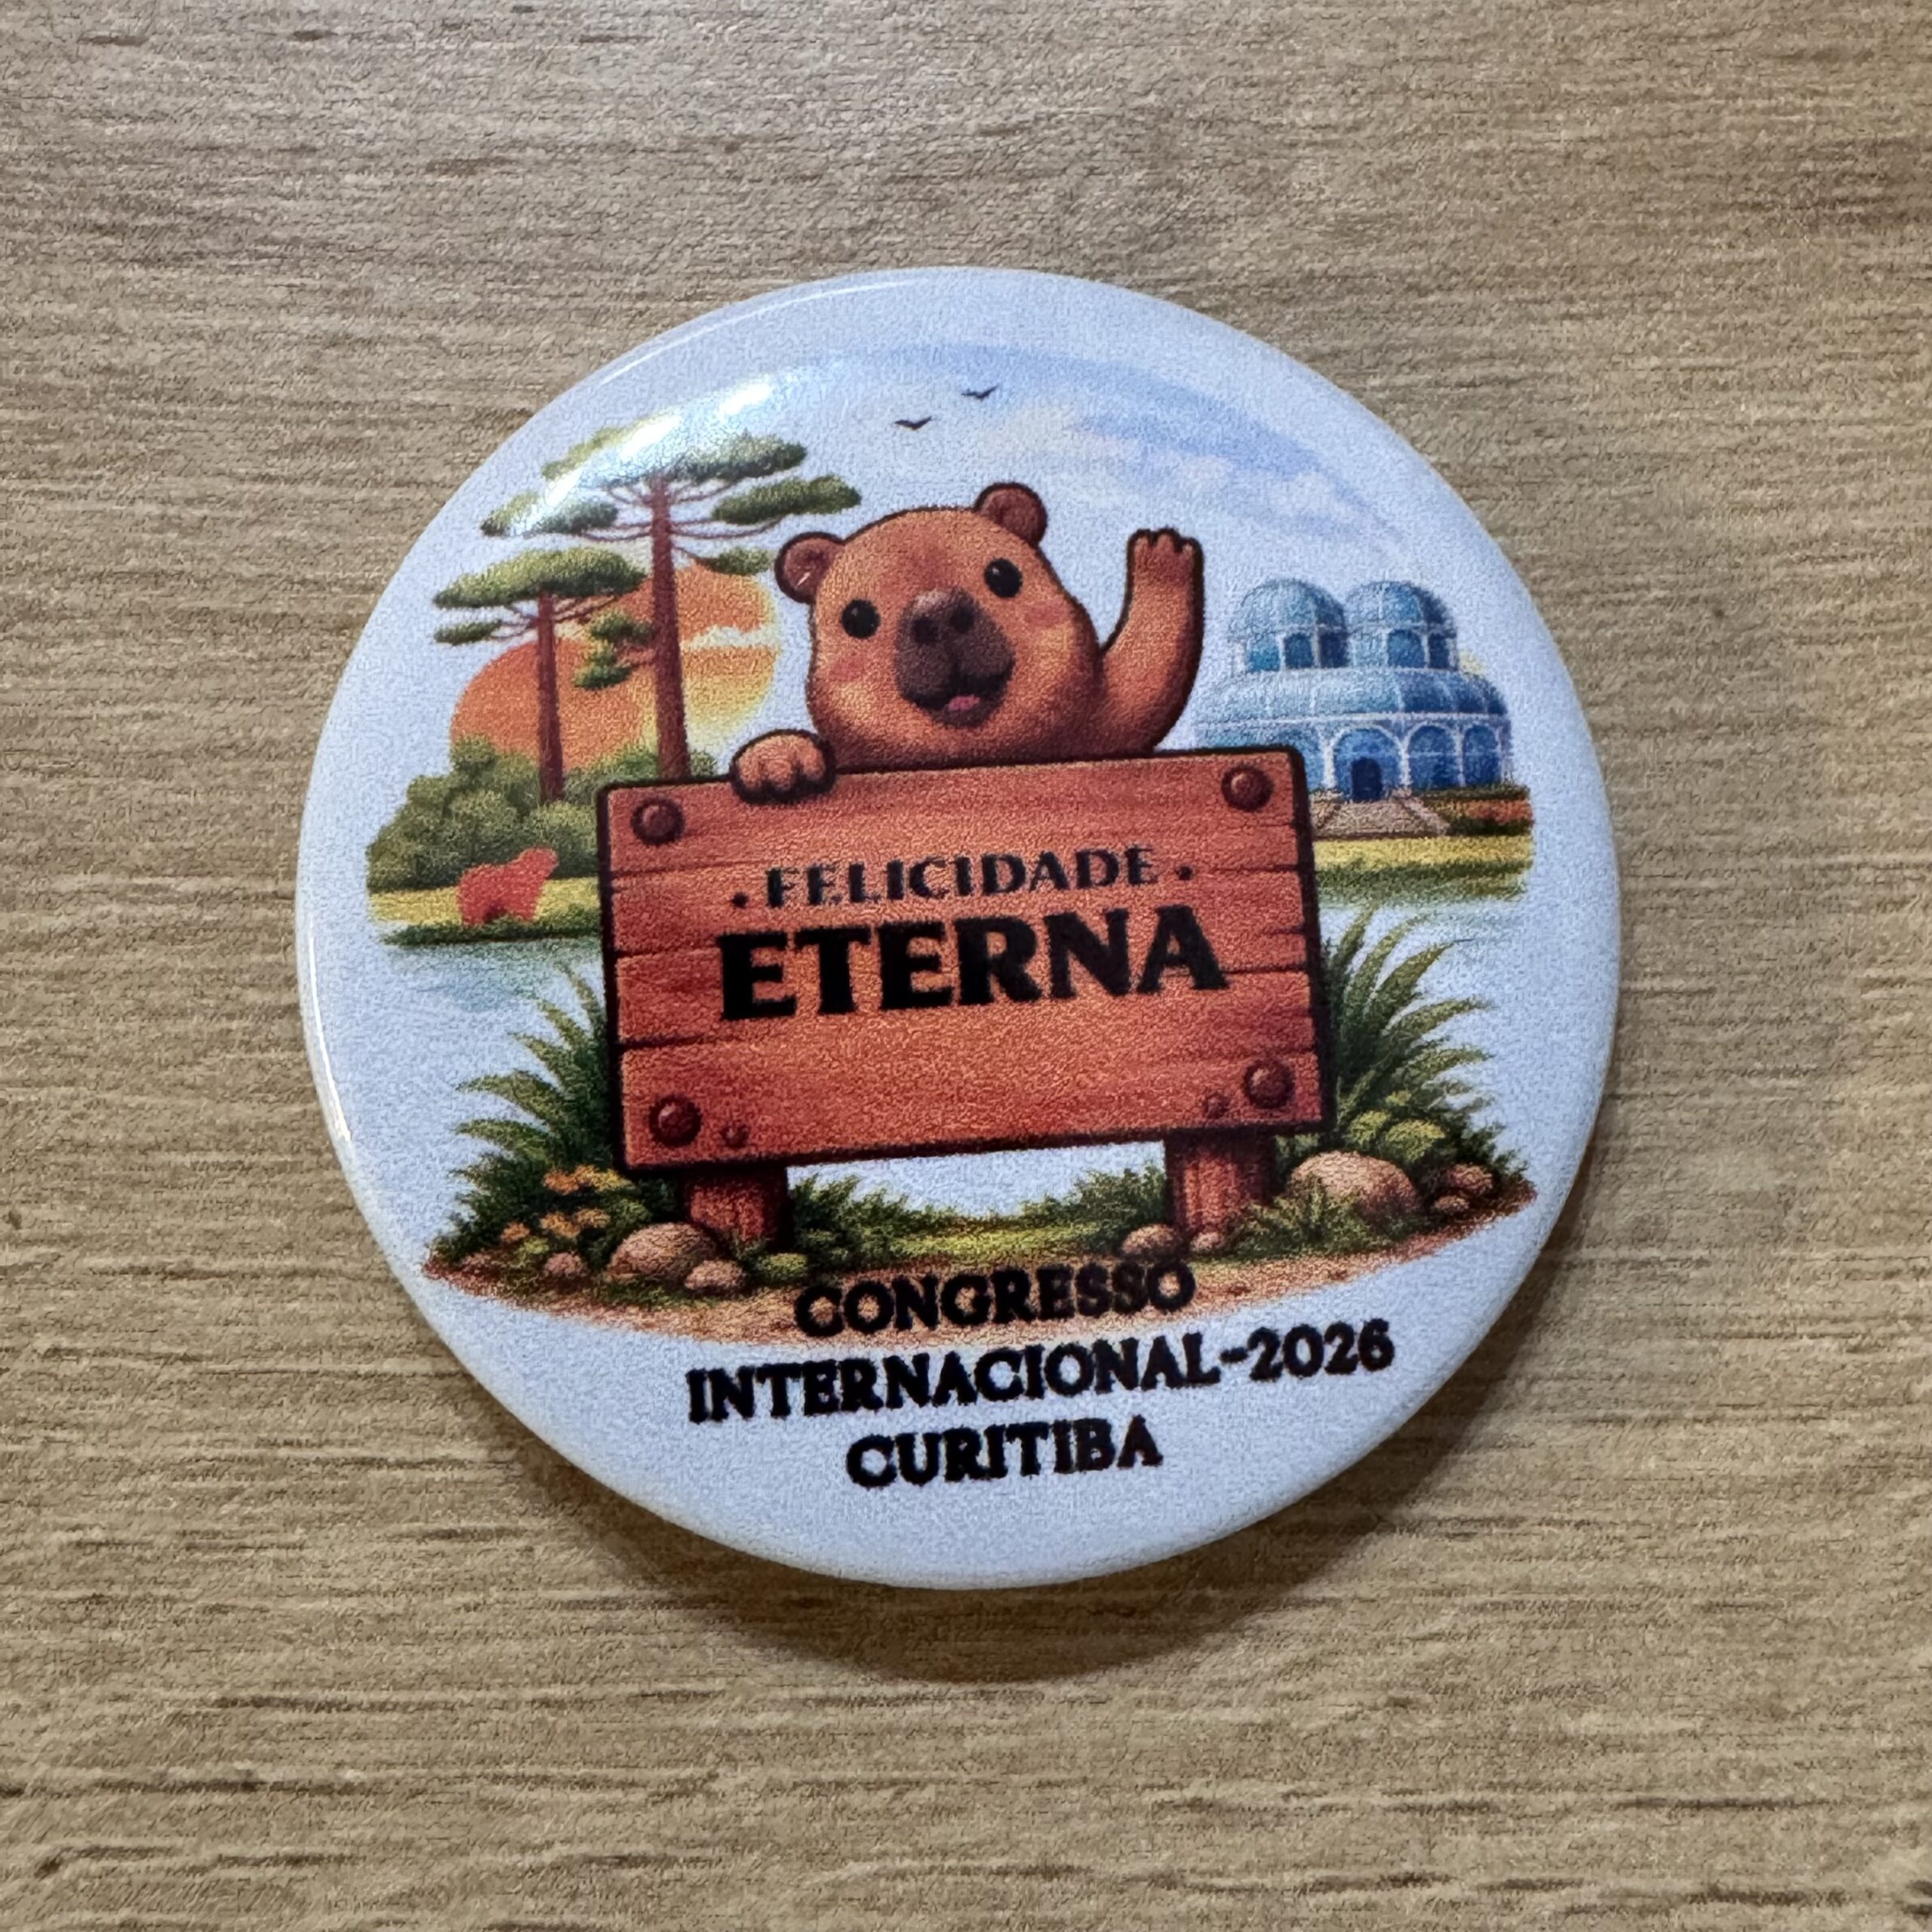 • FELICIDADE •
ETERNA
CONGRESSO
INTERNACIONAL-2026
CURITIBA